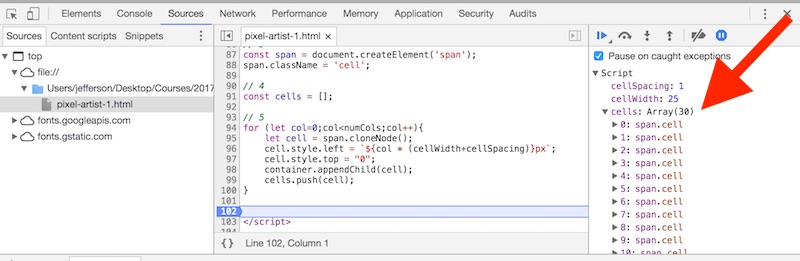 Elements Console Sources Network Performance Memory Application Security Audits
Sources Content scripts Snippets
pixel-artist-1.html
top
file://
Users/jefferson/Desktop/Courses/2017
pixel-artist-1.html
fonts.googleapis.com
fonts.gstatic.com
87 const span = document.createElement('span');
88 span.className = 'cell';
89
90 // 4
91 const cells = [];
92
93 // 5
94 for (let col=0;col<numCols;col++){
95 let cell = span.cloneNode();
96 cell.style.left = `${col * (cellWidth+cellSpacing)}px`;
97 cell.style.top = "0";
98 container.appendChild(cell);
99 cells.push(cell);
100 }
101
102
103 </script>
{} Line 102, Column 1
Pause on caught exceptions
Script
cellSpacing: 1
cellWidth: 25
cells: Array(30)
0: span.cell
1: span.cell
2: span.cell
3: span.cell
4: span.cell
5: span.cell
6: span.cell
7: span.cell
8: span.cell
9: span.cell
10: span.cell